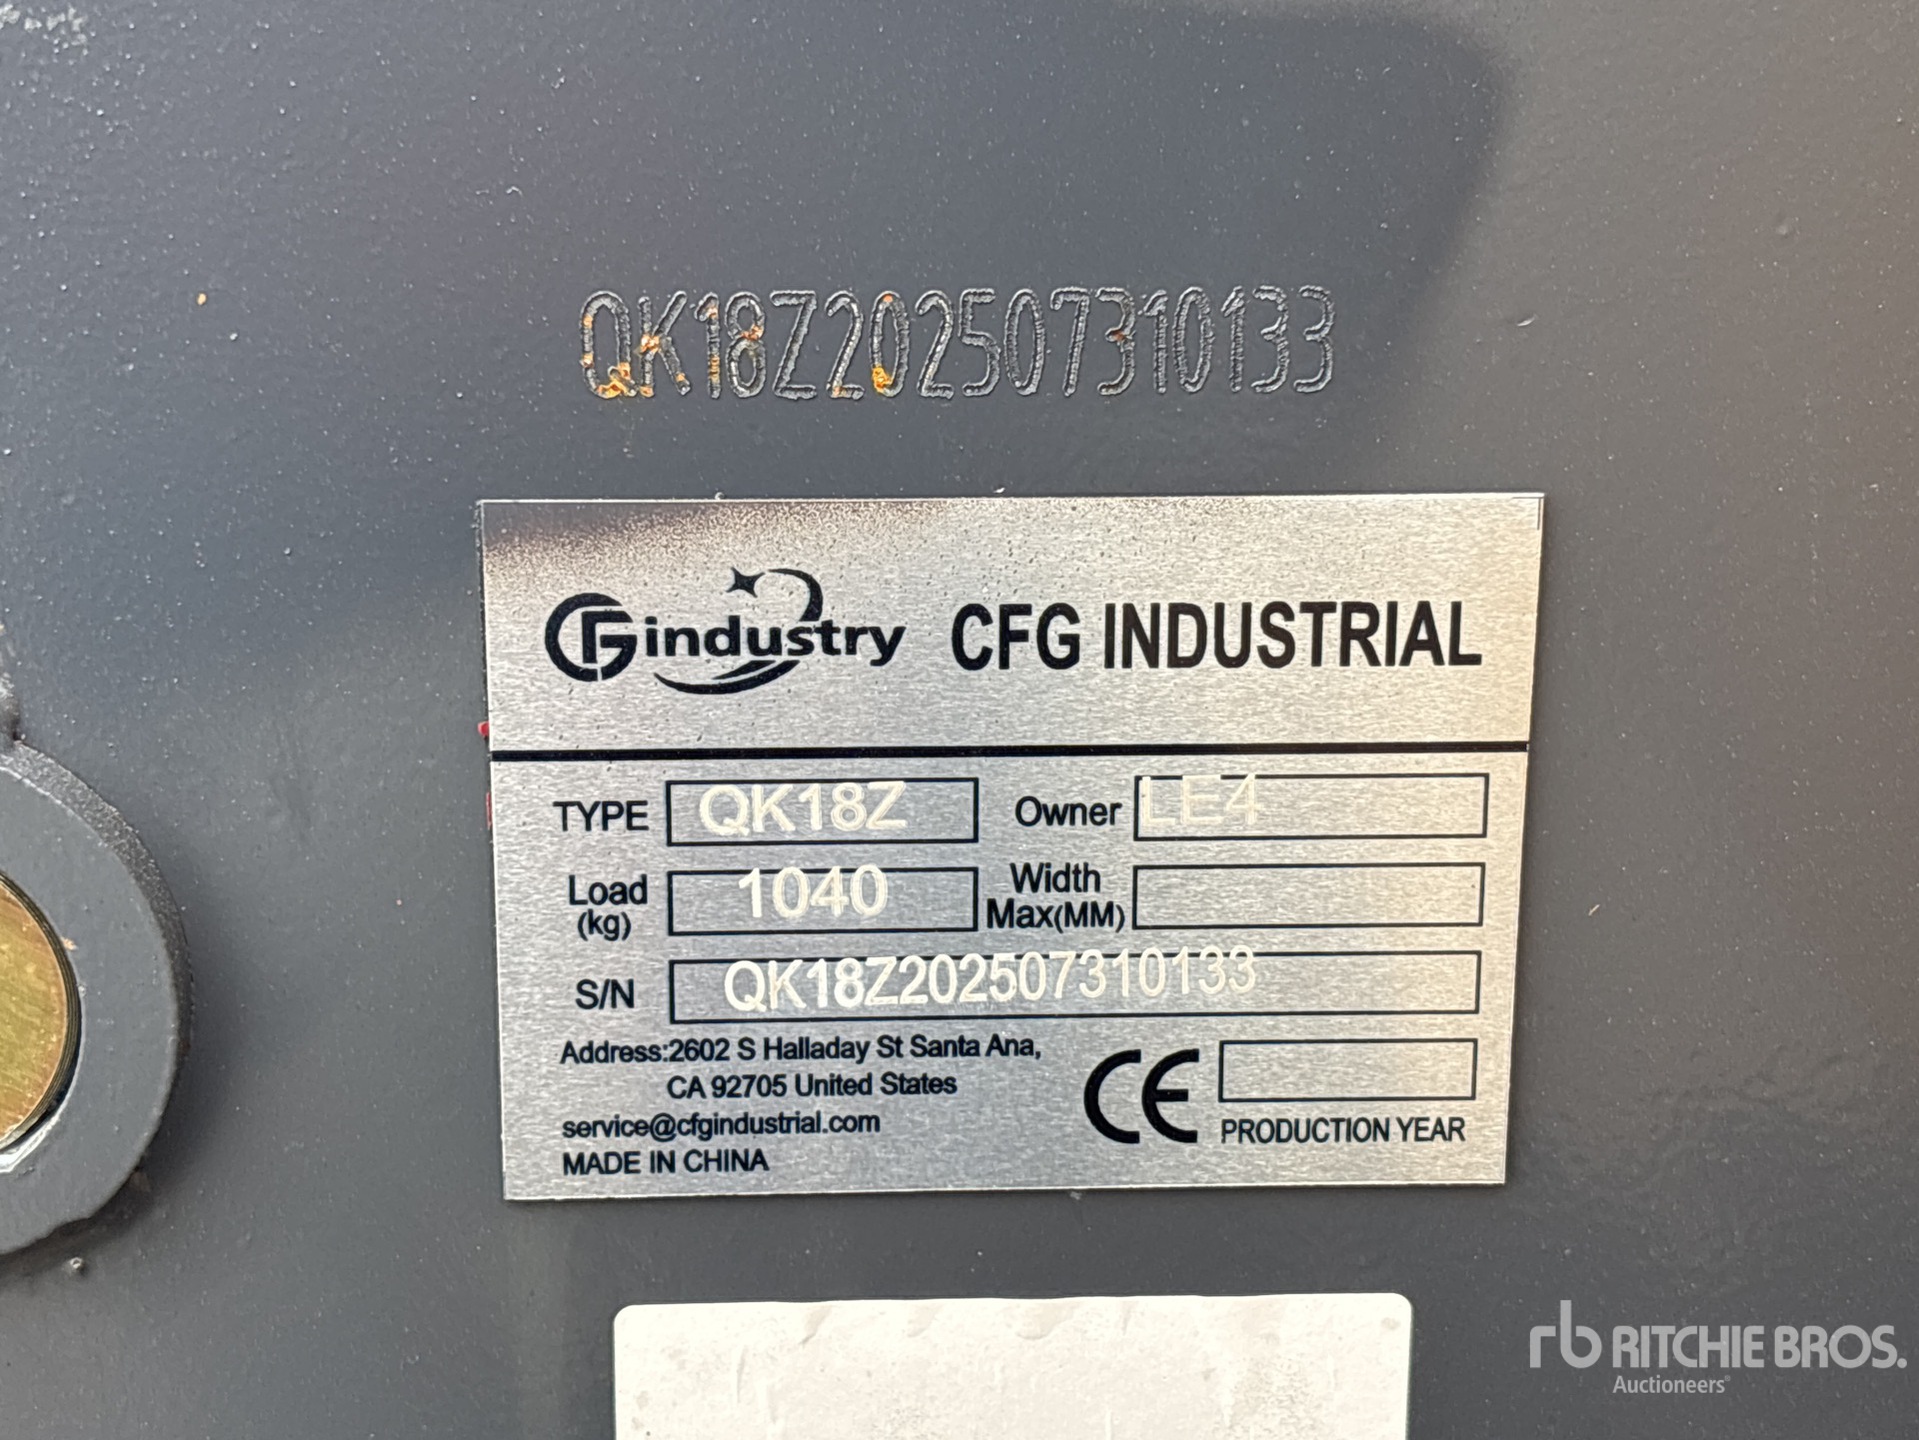 QK18Z202507310133
CFGindustry CFG INDUSTRIAL
TYPE QK18Z Owner LE4
Load (kg) 1040 Width Max(MM)
S/N QK18Z202507310133
Address:2602 S Halladay St Santa Ana,
CA 92705 United States
service@cfgindustrial.com
MADE IN CHINA
CE
PRODUCTION YEAR
rb RITCHIE BROS.
Auctioneers